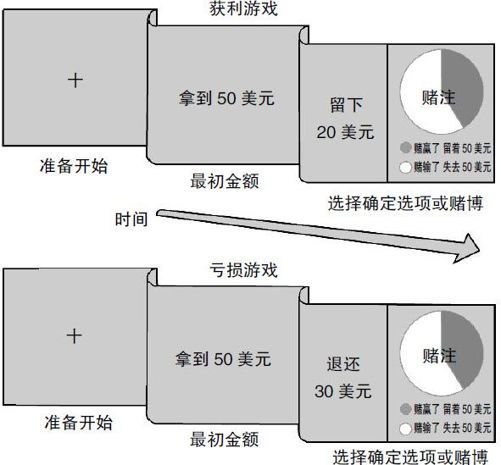 获利游戏
+
拿到 50 美元
留下
20 美元
赌注
赌赢了 留着 50 美元
赌输了 失去 50 美元
准备开始
最初金额
选择确定选项或赌博
时间
亏损游戏
+
拿到 50 美元
退还
30 美元
赌注
赌赢了 留着 50 美元
赌输了 失去 50 美元
准备开始
最初金额
选择确定选项或赌博